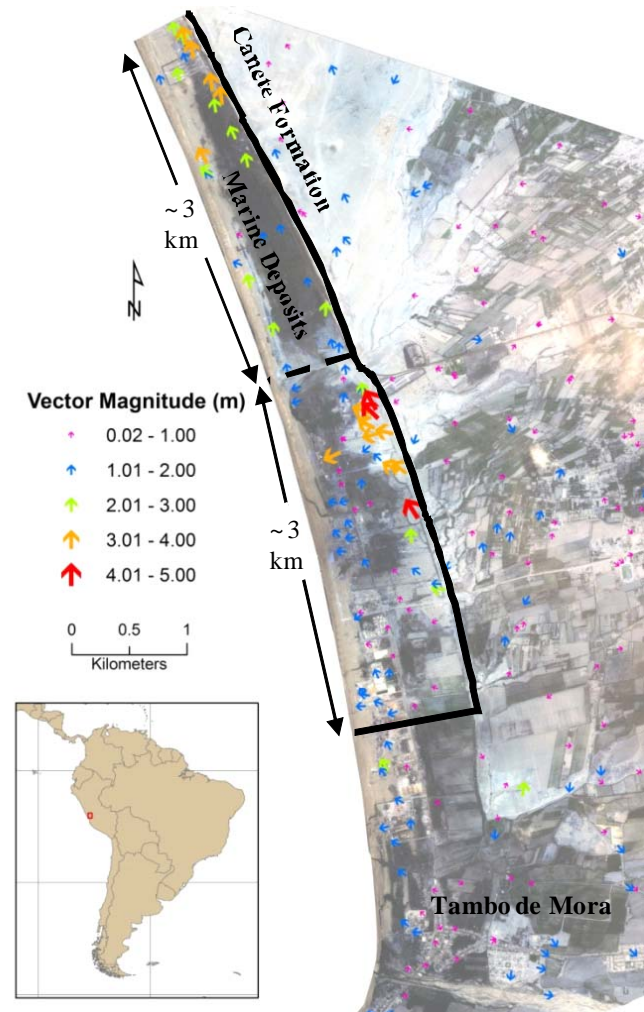 Canete Formation
Marine Deposits
~3
km
N
Vector Magnitude (m)
0.02 - 1.00
1.01 - 2.00
2.01 - 3.00
3.01 - 4.00
4.01 - 5.00
~3
km
0 0.5 1
Kilometers
Tambo de Mora